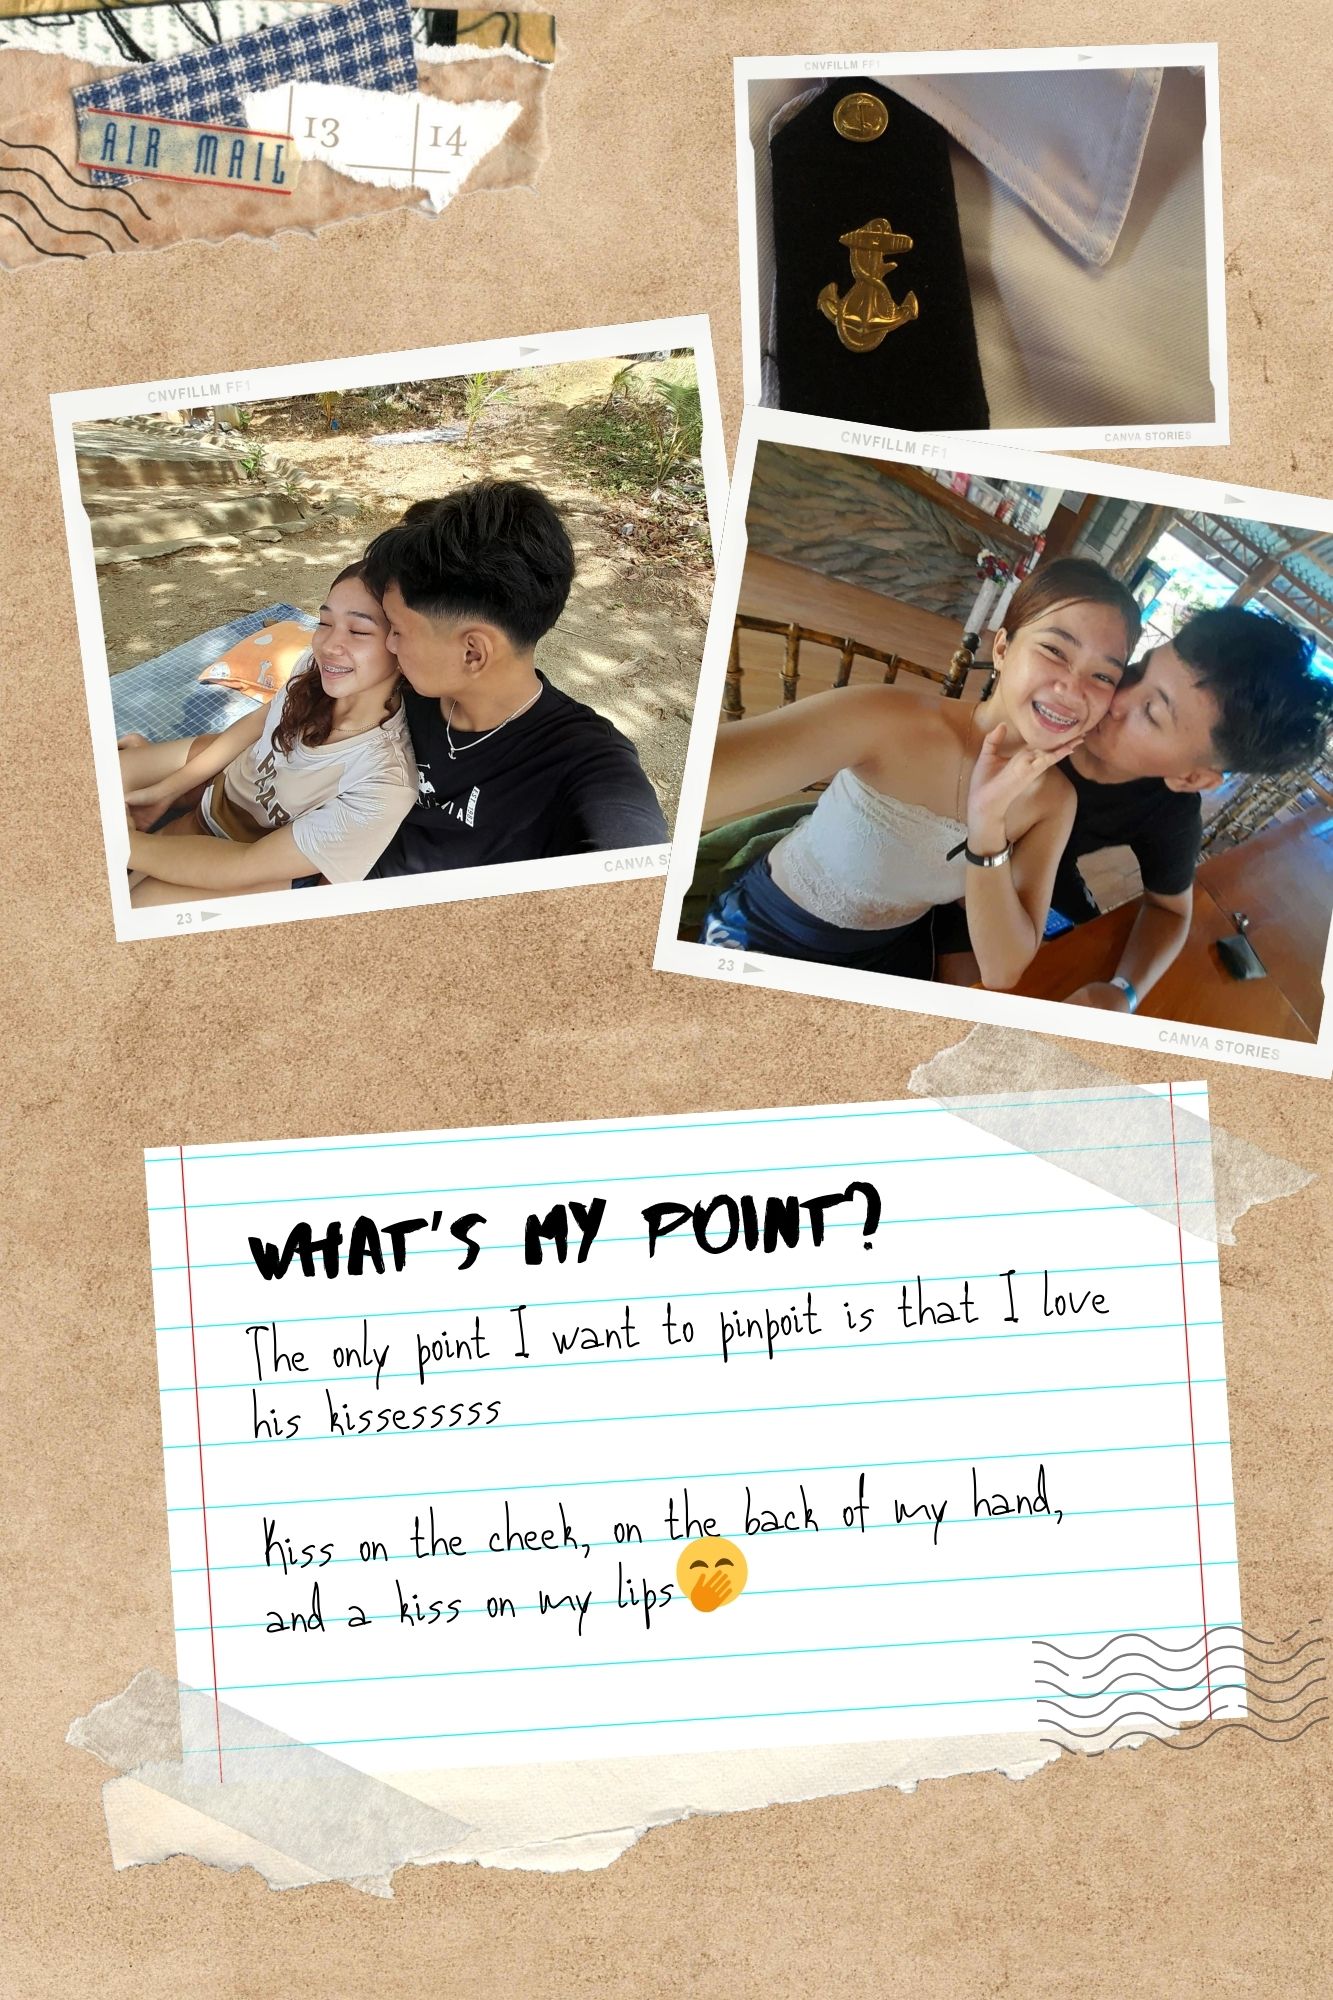 AIR MAIL
13
14
CNVFILLM FF1
CANVA STORIES
CNVFILLM FF1
23
CNVFILLM FF1
23
CANVA STORIES
WHAT'S MY POINT?
The only point I want to pinpoit is that I love
his kissesssss
Kiss on the cheek, on the back of my hand,
and a kiss on my lips🤭